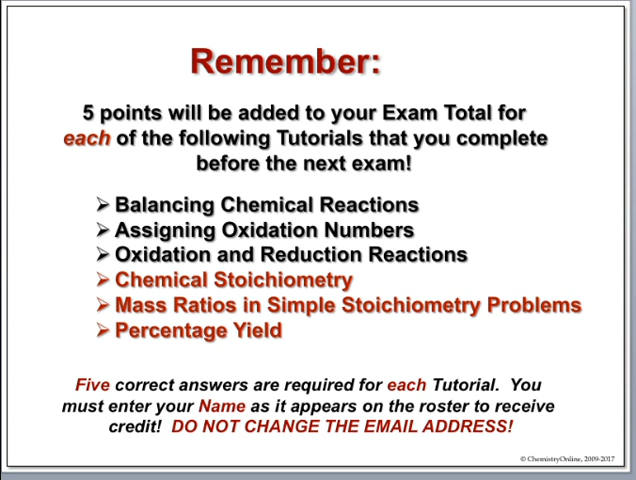 Remember:
5 points will be added to your Exam Total for
each of the following Tutorials that you complete
before the next exam!
➢ Balancing Chemical Reactions
➢ Assigning Oxidation Numbers
➢ Oxidation and Reduction Reactions
➢ Chemical Stoichiometry
➢ Mass Ratios in Simple Stoichiometry Problems
➢ Percentage Yield
Five correct answers are required for each Tutorial. You
must enter your Name as it appears on the roster to receive
credit! DO NOT CHANGE THE EMAIL ADDRESS!
© ChemistryOnline, 2009-2017